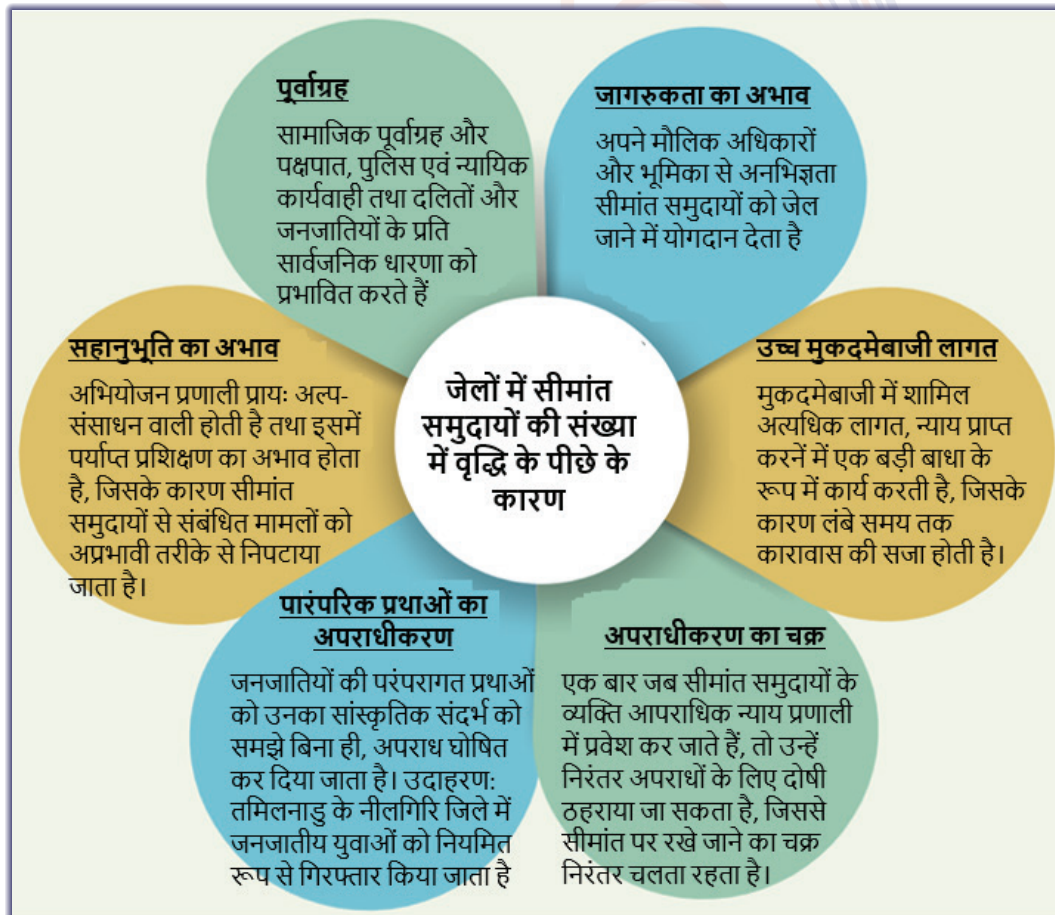 पूर्वाग्रह
सामाजिक पूर्वाग्रह और
पक्षपात, पुलिस एवं न्यायिक
कार्यवाही तथा दलितों और
जनजातियों के प्रति
सार्वजनिक धारणा को
प्रभावित करते हैं
जागरुकता का अभाव
अपने मौलिक अधिकारों
और भूमिका से अनभिज्ञता
सीमांत समुदायों को जेल
जाने में योगदान देता है
सहानुभूति का अभाव
अभियोजन प्रणाली प्रायः अल्प-
संसाधन वाली होती है तथा इसमें
पर्याप्त प्रशिक्षण का अभाव होता
है, जिसके कारण सीमांत
समुदायों से संबंधित मामलों को
अप्रभावी तरीके से निपटाया
जाता है।
जेलों में सीमांत
समुदायों की संख्या
में वृद्धि के पीछे के
कारण
उच्च मुकदमेबाजी लागत
मुकदमेबाजी में शामिल
अत्यधिक लागत, न्याय प्राप्त
करनें में एक बड़ी बाधा के
रूप में कार्य करती है, जिसके
कारण लंबे समय तक
कारावास की सजा होती है।
पारंपरिक प्रथाओं का
अपराधीकरण
जनजातियों की परंपरागत प्रथाओं
को उनका सांस्कृतिक संदर्भ को
समझे बिना ही, अपराध घोषित
कर दिया जाता है। उदाहरण:
तमिलनाडु के नीलगिरि जिले में
जनजातीय युवाओं को नियमित
रूप से गिरफ्तार किया जाता है
अपराधीकरण का चक्र
एक बार जब सीमांत समुदायों के
व्यक्ति आपराधिक न्याय प्रणाली
में प्रवेश कर जाते हैं, तो उन्हें
निरंतर अपराधों के लिए दोषी
ठहराया जा सकता है, जिससे
सीमांत पर रखे जाने का चक्र
निरंतर चलता रहता है।